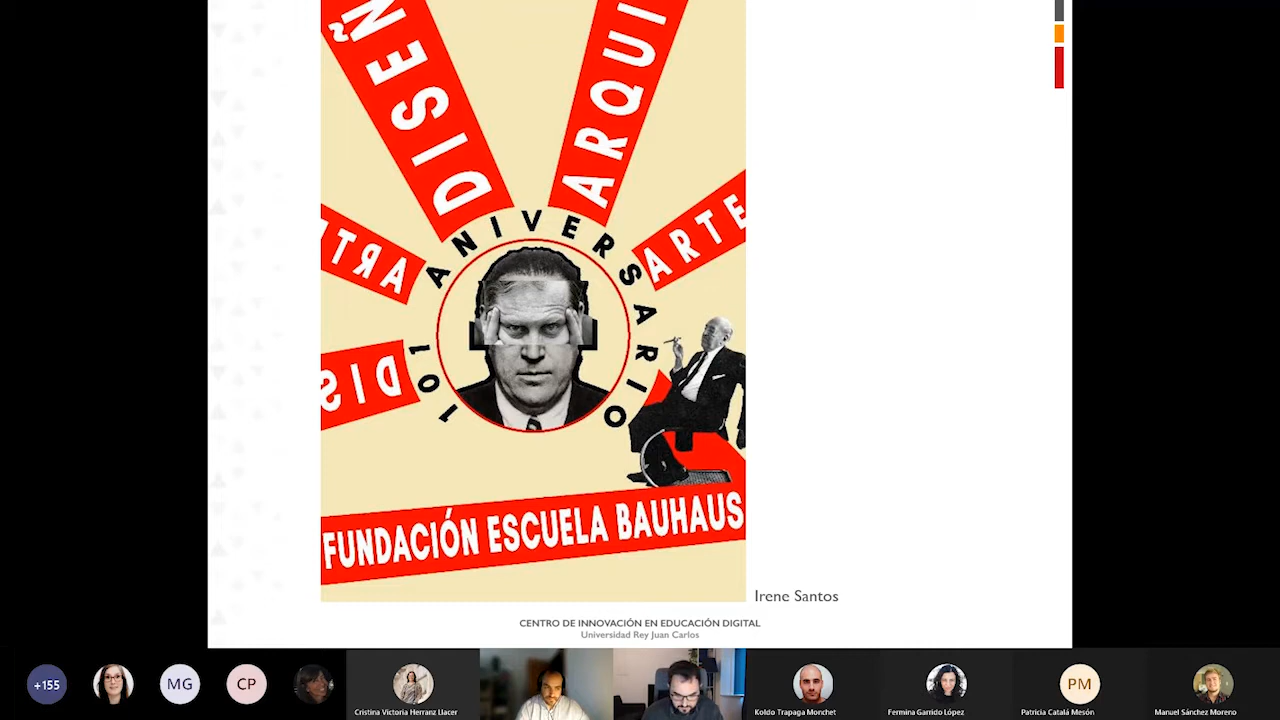 DISEÑ
ARQUI
ARTE
ARTI
DIS
101 ANIVERSARIO
FUNDACIÓN ESCUELA BAUHAUS
Irene Santos
CENTRO DE INNOVACIÓN EN EDUCACIÓN DIGITAL
Universidad Rey Juan Carlos
+155
MG
CP
PM
Cristina Victoria Herranz Llacer
Koldo Trapaga Monchet
Fermina Garrido López
Patricia Catalá Mesón
Manuel Sánchez Moreno